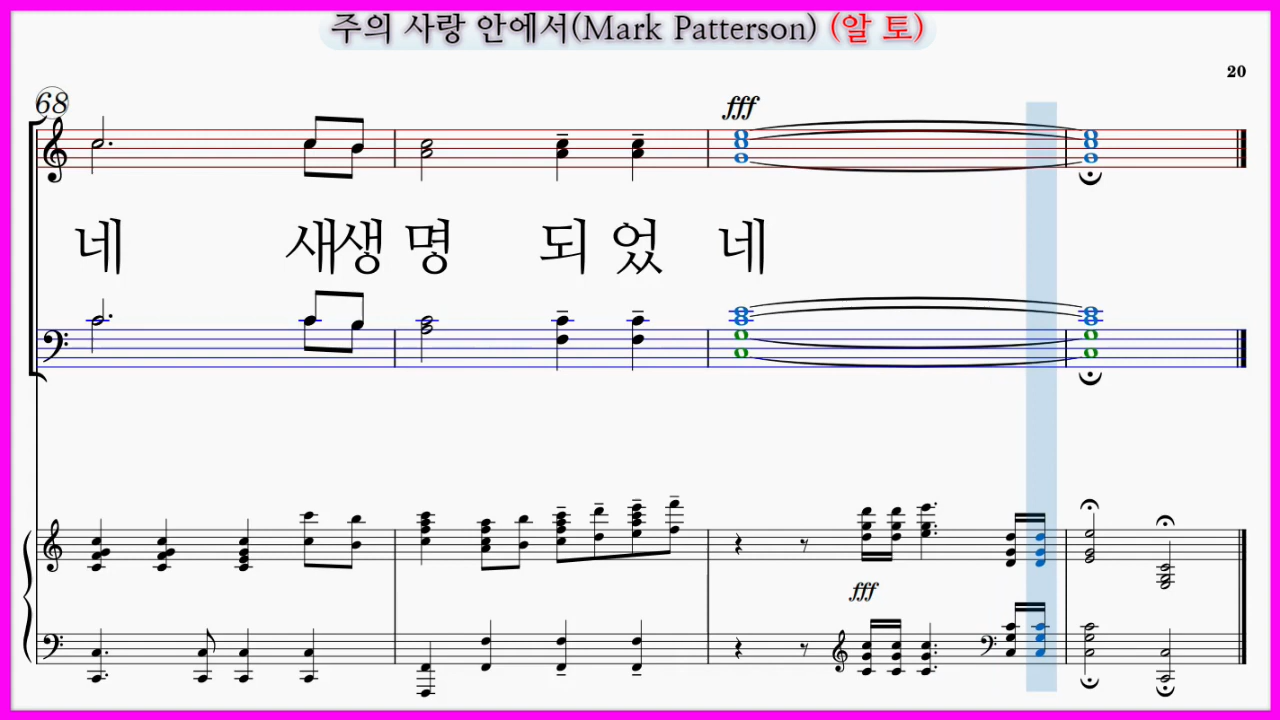 주의 사랑 안에서(Mark Patterson) (알 토)
20
68
fff
네 새생 명 되 었 네
fff